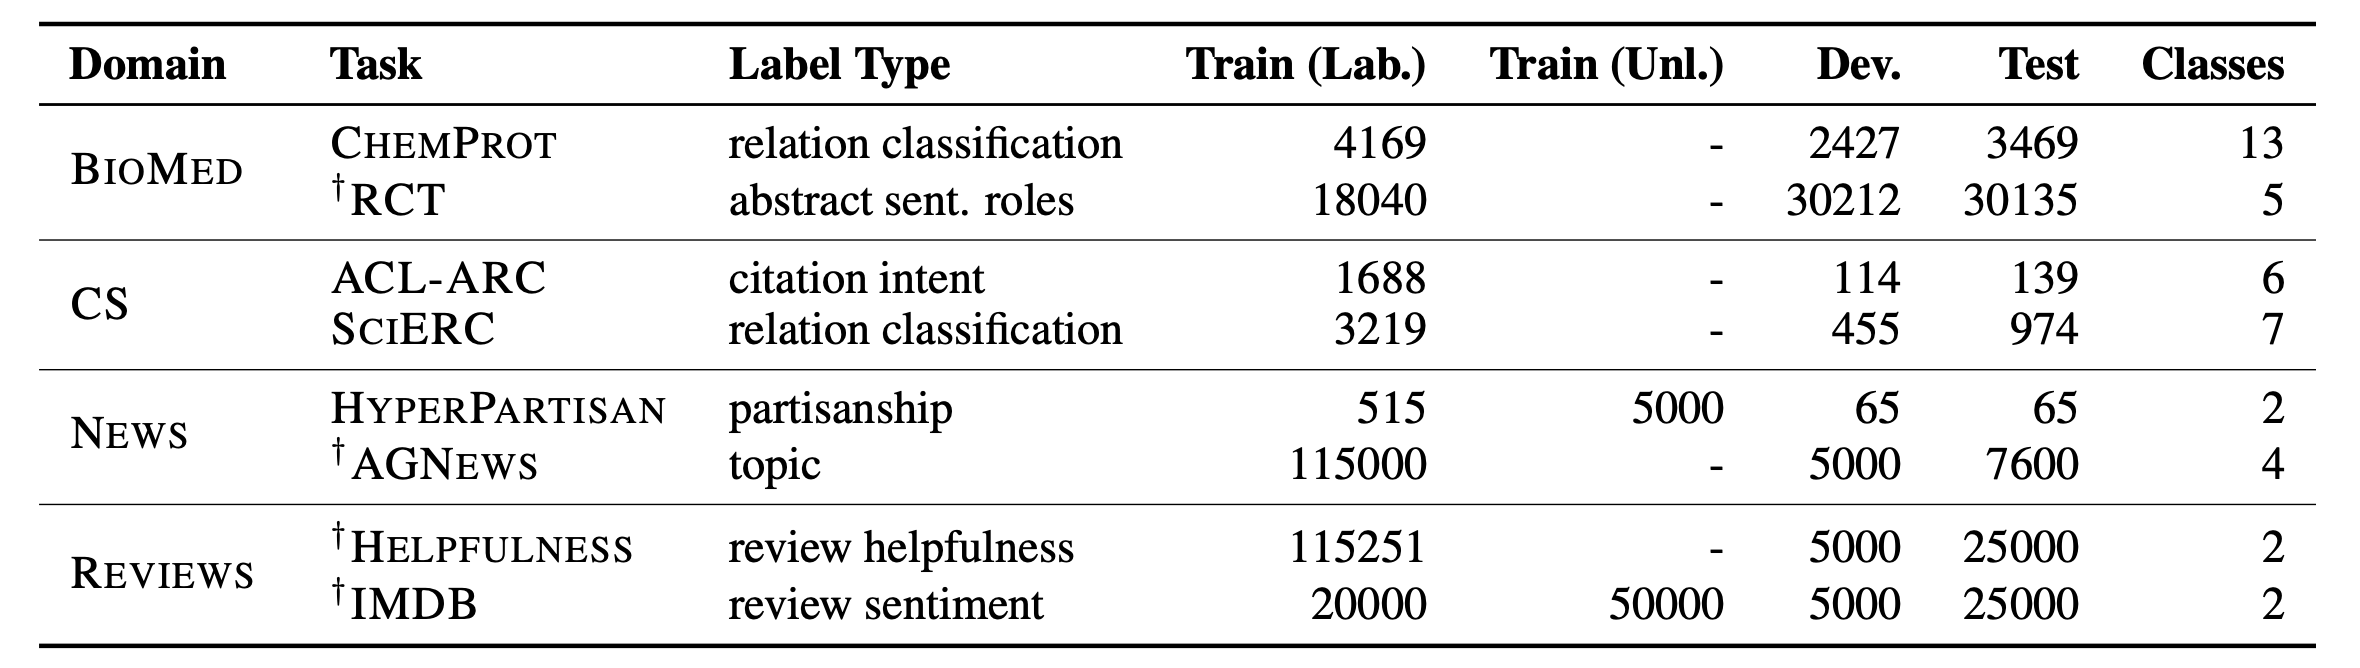 Domain Task Label Type Train (Lab.) Train (Unl.) Dev. Test Classes
BIOMED
CHEMPROT relation classification 4169 - 2427 3469 13
†RCT abstract sent. roles 18040 - 30212 30135 5
CS
ACL-ARC citation intent 1688 - 114 139 6
SCIERC relation classification 3219 - 455 974 7
NEWS
HYPERPARTISAN partisanship 515 5000 65 65 2
†AGNEWS topic 115000 - 5000 7600 4
REVIEWS
†HELPFULNESS review helpfulness 115251 - 5000 25000 2
†IMDB review sentiment 20000 50000 5000 25000 2